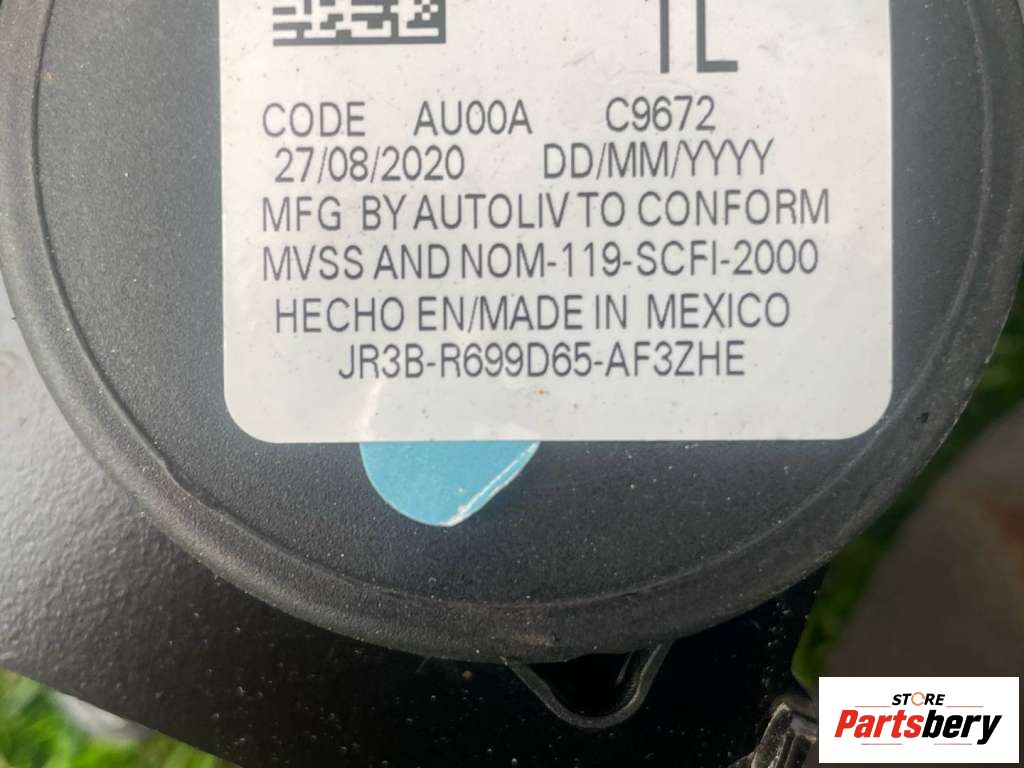 1L
CODE AU00A C9672
27/08/2020 DD/MM/YYYY
MFG BY AUTOLIV TO CONFORM
MVSS AND NOM-119-SCFI-2000
HECHO EN/MADE IN MEXICO
JR3B-R699D65-AF3ZHE
STORE
Partsbery